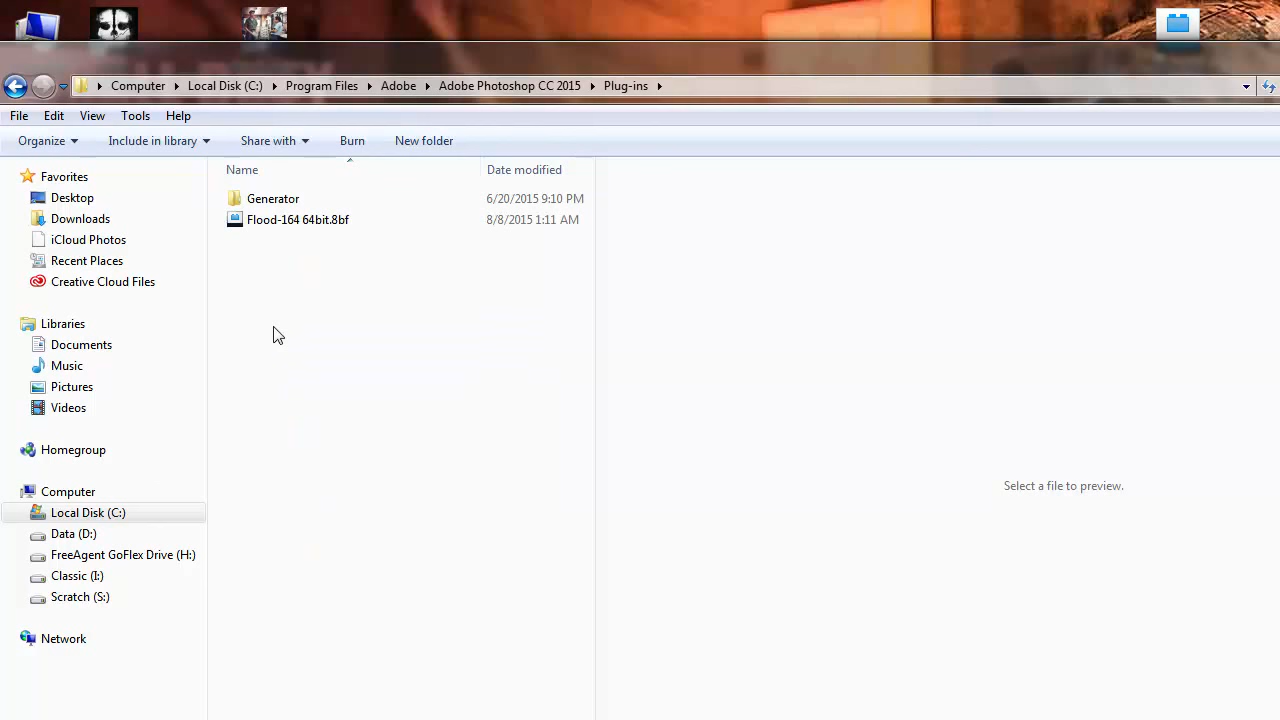 Computer Local Disk (C:) Program Files Adobe Adobe Photoshop CC 2015 Plug-ins
File Edit View Tools Help
Organize Include in library Share with Burn New folder
Name Date modified
Generator 6/20/2015 9:10 PM
Flood-164 64bit.8bf 8/8/2015 1:11 AM
Favorites
Desktop
Downloads
iCloud Photos
Recent Places
Creative Cloud Files
Libraries
Documents
Music
Pictures
Videos
Homegroup
Computer
Local Disk (C:)
Data (D:)
FreeAgent GoFlex Drive (H:)
Classic (I:)
Scratch (S:)
Network
Select a file to preview.